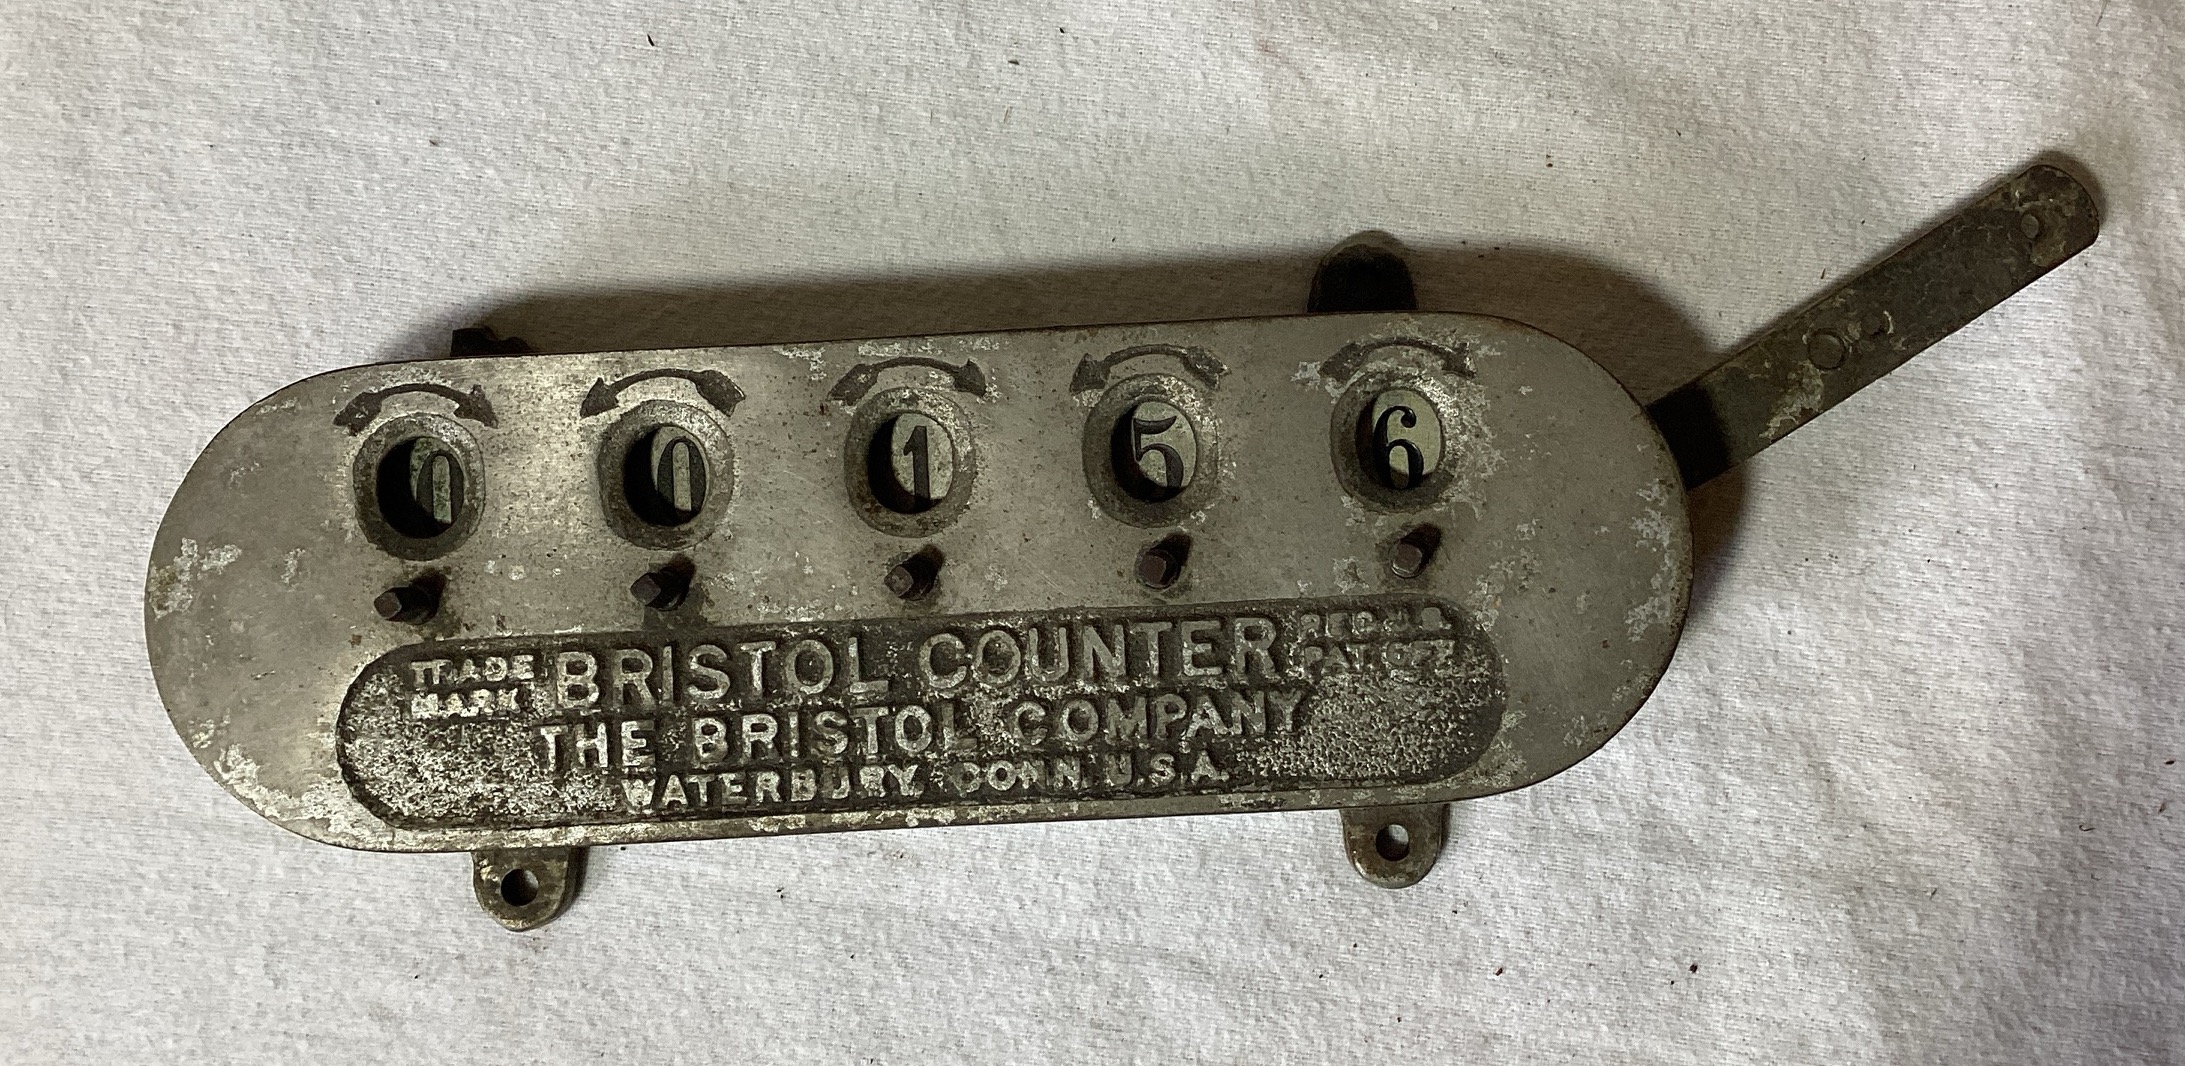 0 0 1 5 6
TRADE MARK BRISTOL COUNTER REG. U.S. PAT. OFF.
THE BRISTOL COMPANY
WATERBURY, CONN. U.S.A.